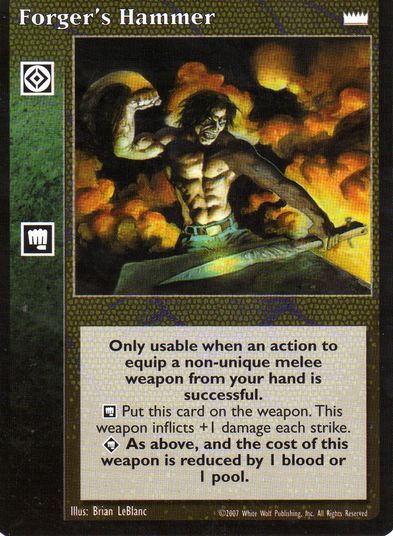 Forger's Hammer
Only usable when an action to
equip a non-unique melee
weapon from your hand is
successful.
Put this card on the weapon. This
weapon inflicts +1 damage each strike.
As above, and the cost of this
weapon is reduced by 1 blood or
1 pool.
Illus: Brian LeBlanc
©2007 White Wolf Publishing, Inc. All Rights Reserved